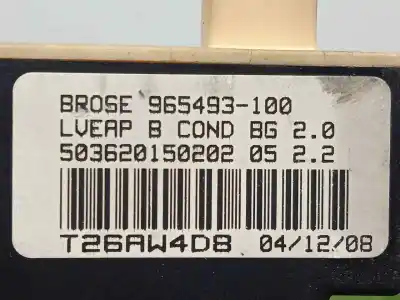 BROSE 965493-100
LVEAP B COND BG 2.0
503620150202 05 2.2
T26AW4D8 04/12/08